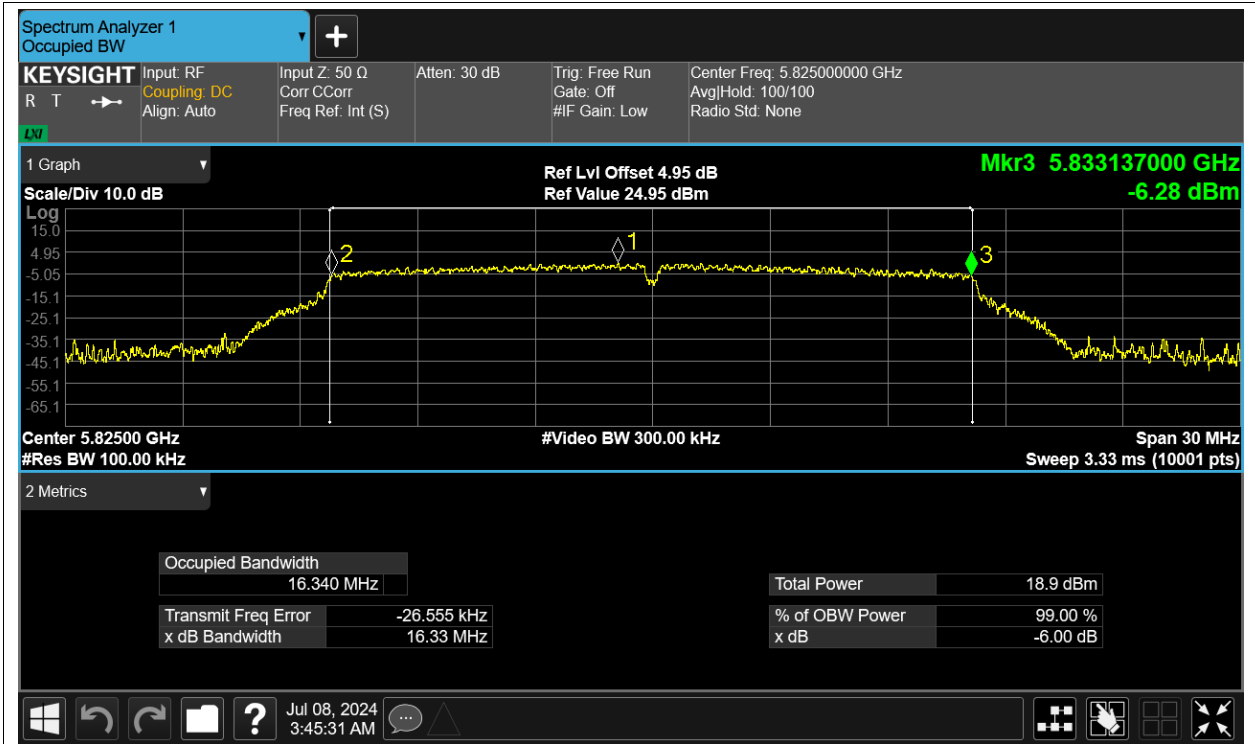 Spectrum Analyzer 1
Occupied BW
KEYSIGHT
R T
LXI
Input: RF
Coupling: DC
Align: Auto
Input Z: 50 Ω
Corr CCorr
Freq Ref: Int (S)
Atten: 30 dB
Trig: Free Run
Gate: Off
#IF Gain: Low
Center Freq: 5.825000000 GHz
Avg|Hold: 100/100
Radio Std: None
1 Graph
Scale/Div 10.0 dB
Ref Lvl Offset 4.95 dB
Ref Value 24.95 dBm
Mkr3 5.833137000 GHz
-6.28 dBm
Log
15.0
4.95
-5.05
-15.1
-25.1
-35.1
-45.1
-55.1
-65.1
2
1
3
Center 5.82500 GHz
#Res BW 100.00 kHz
#Video BW 300.00 kHz
Span 30 MHz
Sweep 3.33 ms (10001 pts)
2 Metrics
Occupied Bandwidth
16.340 MHz
Transmit Freq Error -26.555 kHz
x dB Bandwidth 16.33 MHz
Total Power 18.9 dBm
% of OBW Power 99.00 %
x dB -6.00 dB
?
Jul 08, 2024
3:45:31 AM